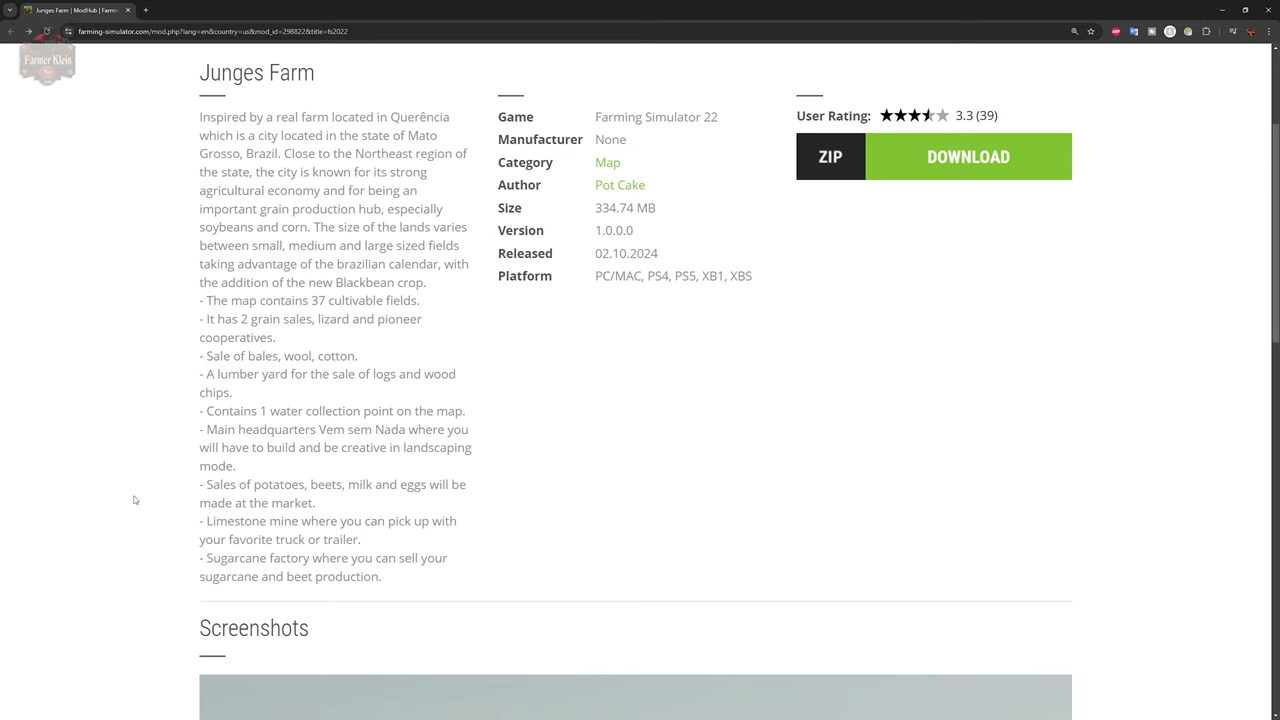 Junges Farm | ModHub | Farmi
farming-simulator.com/mod.php?lang=en&country=us&mod_id=298822&title=fs2022
Farmer Klein
Junges Farm
Inspired by a real farm located in Querência
which is a city located in the state of Mato
Grosso, Brazil. Close to the Northeast region of
the state, the city is known for its strong
agricultural economy and for being an
important grain production hub, especially
soybeans and corn. The size of the lands varies
between small, medium and large sized fields
taking advantage of the brazilian calendar, with
the addition of the new Blackbean crop.
- The map contains 37 cultivable fields.
- It has 2 grain sales, lizard and pioneer
cooperatives.
- Sale of bales, wool, cotton.
- A lumber yard for the sale of logs and wood
chips.
- Contains 1 water collection point on the map.
- Main headquarters Vem sem Nada where you
will have to build and be creative in landscaping
mode.
- Sales of potatoes, beets, milk and eggs will be
made at the market.
- Limestone mine where you can pick up with
your favorite truck or trailer.
- Sugarcane factory where you can sell your
sugarcane and beet production.
Game Farming Simulator 22
Manufacturer None
Category Map
Author Pot Cake
Size 334.74 MB
Version 1.0.0.0
Released 02.10.2024
Platform PC/MAC, PS4, PS5, XB1, XBS
User Rating: 3.3 (39)
ZIP DOWNLOAD
Screenshots